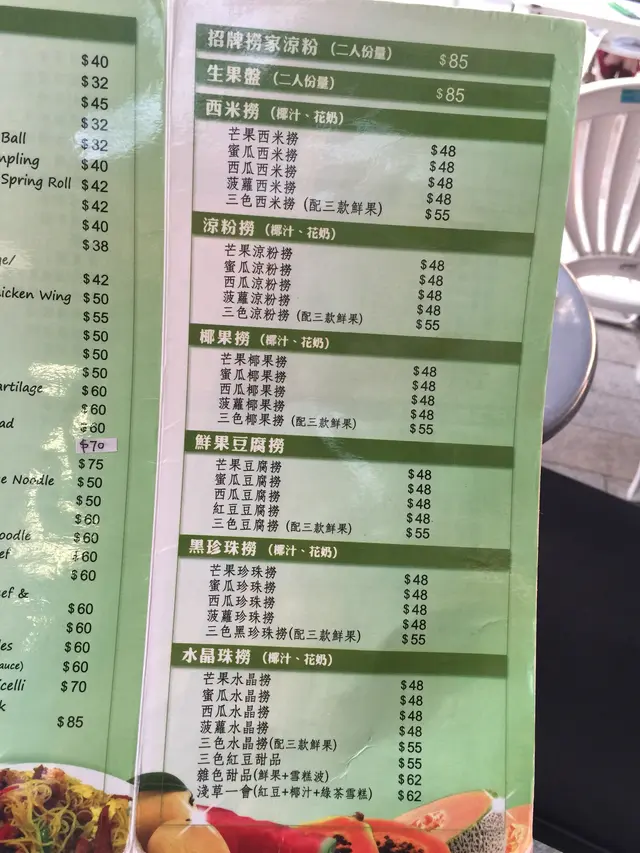 $40
$32
$45
$32
Ball $32
mpling $40
Spring Roll $42
$42
$40
$38
ge/
$42
icken Wing $50
$55
$50
$50
$50
artilage $60
$60
ad $60
$70
$75
e Noodle $50
$50
$60
oodle $60
ef $60
$60
ef &
$60
$60
les $60
auce) $60
icelli $70
k
$85
招牌撈家涼粉 (二人份量) $85
生果盤 (二人份量) $85
西米撈 (椰汁、花奶)
芒果西米撈 $48
蜜瓜西米撈 $48
西瓜西米撈 $48
菠蘿西米撈 $48
三色西米撈 (配三款鮮果) $55
涼粉撈 (椰汁、花奶)
芒果涼粉撈 $48
蜜瓜涼粉撈 $48
西瓜涼粉撈 $48
菠蘿涼粉撈 $48
三色涼粉撈 (配三款鮮果) $55
椰果撈 (椰汁、花奶)
芒果椰果撈 $48
蜜瓜椰果撈 $48
西瓜椰果撈 $48
菠蘿椰果撈 $48
三色椰果撈 (配三款鮮果) $55
鮮果豆腐撈
芒果豆腐撈 $48
蜜瓜豆腐撈 $48
西瓜豆腐撈 $48
紅豆豆腐撈 $48
三色豆腐撈 (配三款鮮果) $55
黑珍珠撈 (椰汁、花奶)
芒果珍珠撈 $48
蜜瓜珍珠撈 $48
西瓜珍珠撈 $48
菠蘿珍珠撈 $48
三色黑珍珠撈(配三款鮮果) $55
水晶珠撈 (椰汁、花奶)
芒果水晶撈 $48
蜜瓜水晶撈 $48
西瓜水晶撈 $48
菠蘿水晶撈 $48
三色水晶撈(配三款鮮果) $55
三色紅豆甜品 $55
雜色甜品(鮮果+雪糕波) $62
淺草一會(紅豆+椰汁+綠茶雪糕) $62